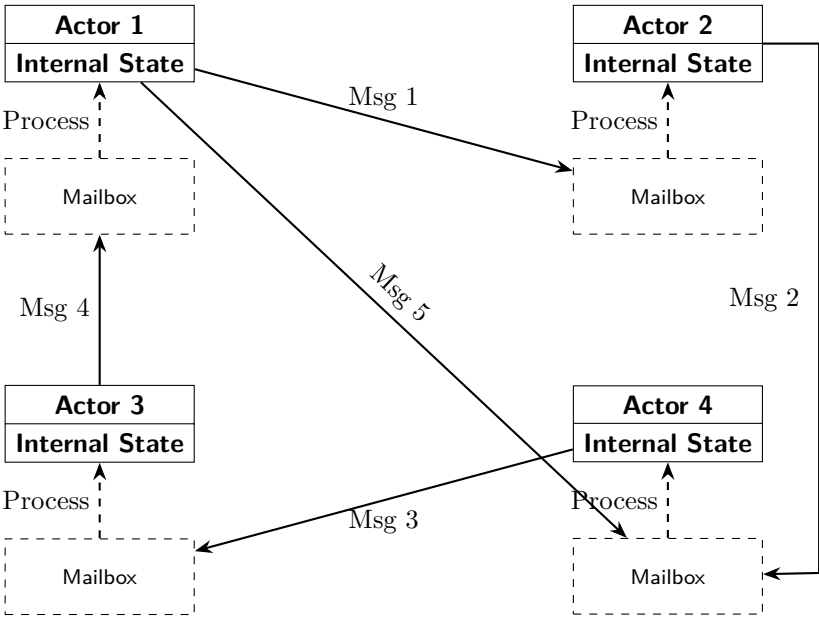 Actor 1
Internal State
Actor 2
Internal State
Msg 1
Process
Process
Mailbox
Mailbox
Msg 5
Msg 4
Msg 2
Actor 3
Internal State
Actor 4
Internal State
Process
Process
Msg 3
Mailbox
Mailbox